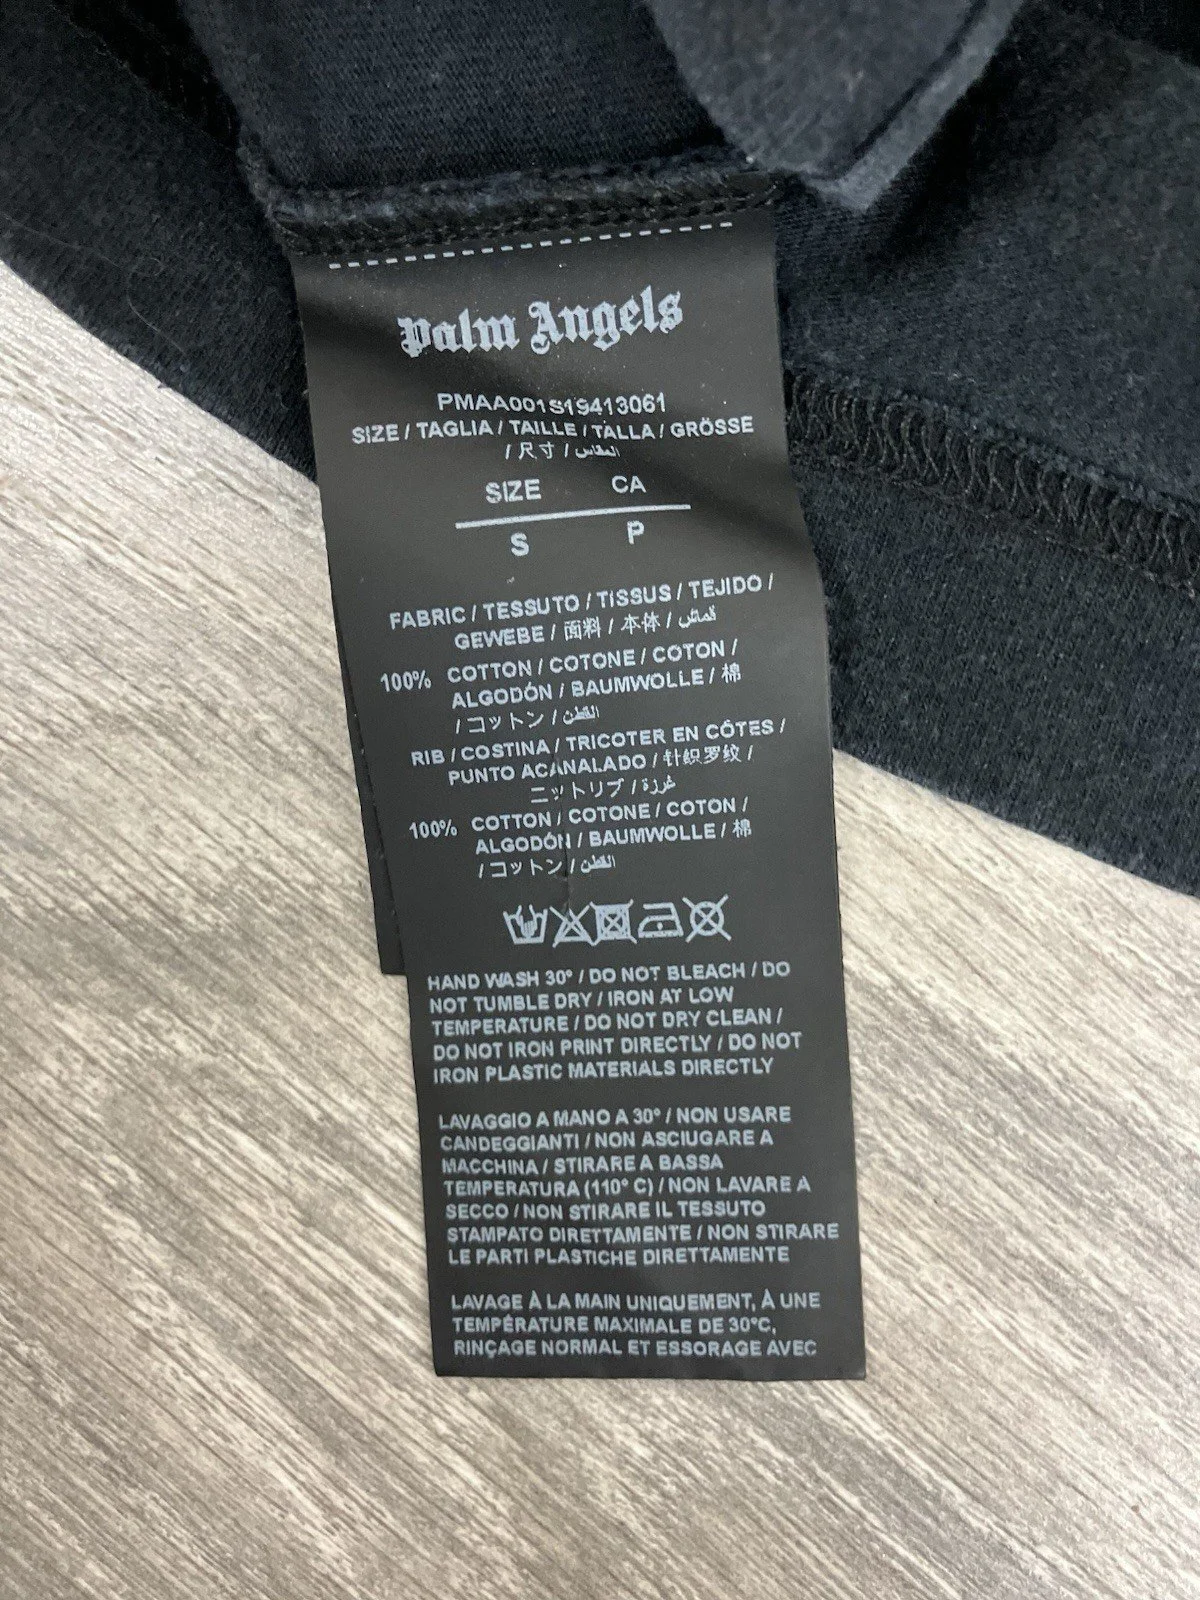 Palm Angels
PMAA001S19413061
SIZE / TAGLIA / TAILLE / TALLA / GRÖSSE
/ 尺寸 / المقاس
SIZE CA
S P
FABRIC / TESSUTO / TISSUS / TEJIDO /
GEWEBE / 面料 / 本体 / قماش
100% COTTON / COTONE / COTON /
ALGODÓN / BAUMWOLLE / 棉
/ コットン / القطن
RIB / COSTINA / TRICOTER EN CÔTES /
PUNTO ACANALADO / 针织罗纹 /
ニットリブ / غرزة
100% COTTON / COTONE / COTON /
ALGODÓN / BAUMWOLLE / 棉
/ コットン / القطن
HAND WASH 30° / DO NOT BLEACH / DO
NOT TUMBLE DRY / IRON AT LOW
TEMPERATURE / DO NOT DRY CLEAN /
DO NOT IRON PRINT DIRECTLY / DO NOT
IRON PLASTIC MATERIALS DIRECTLY
LAVAGGIO A MANO A 30° / NON USARE
CANDEGGIANTI / NON ASCIUGARE A
MACCHINA / STIRARE A BASSA
TEMPERATURA (110° C) / NON LAVARE A
SECCO / NON STIRARE IL TESSUTO
STAMPATO DIRETTAMENTE / NON STIRARE
LE PARTI PLASTICHE DIRETTAMENTE
LAVAGE À LA MAIN UNIQUEMENT, À UNE
TEMPÉRATURE MAXIMALE DE 30°C,
RINÇAGE NORMAL ET ESSORAGE AVEC